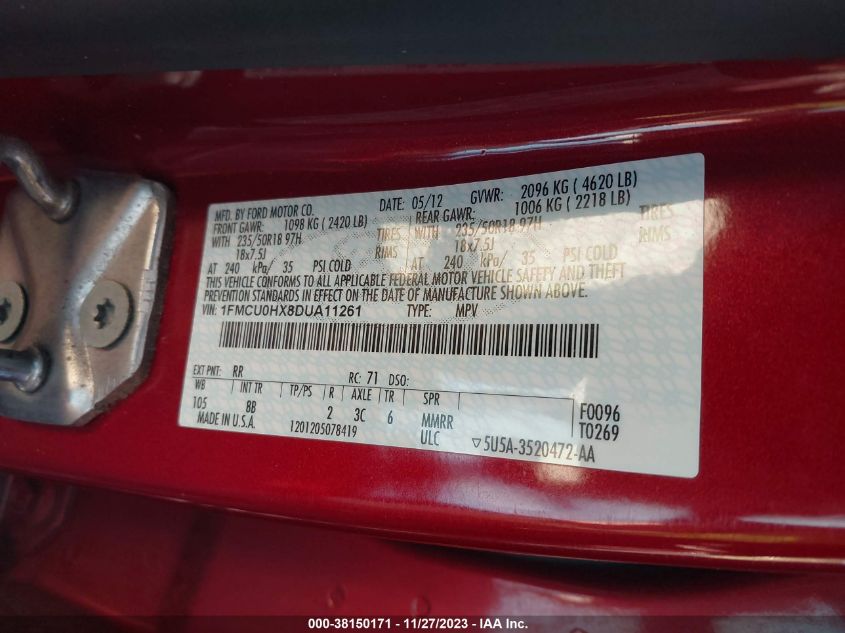 MFD. BY FORD MOTOR CO. DATE: 05/12 GVWR: 2096 KG ( 4620 LB)
FRONT GAWR: 1098 KG ( 2420 LB) REAR GAWR: 1006 KG ( 2218 LB)
WITH 235/50R18 97H TIRES WITH 235/50R18 97H TIRES
18x7.5J RIMS 18x7.5J RIMS
AT 240 kPa/ 35 PSI COLD AT 240 kPa/ 35 PSI COLD
THIS VEHICLE CONFORMS TO ALL APPLICABLE FEDERAL MOTOR VEHICLE SAFETY AND THEFT
PREVENTION STANDARDS IN EFFECT ON THE DATE OF MANUFACTURE SHOWN ABOVE.
VIN: 1FMCU0HX8DUA11261 TYPE: MPV
EXT PNT: RR RC: 71 DSO:
WB INT TR TP/PS R AXLE TR SPR
105 8B 2 3C 6 MMRR F0096
MADE IN U.S.A. 1201205078419 ULC T0269
▽5U5A-3520472-AA
000-38150171 - 11/27/2023 - IAA Inc.